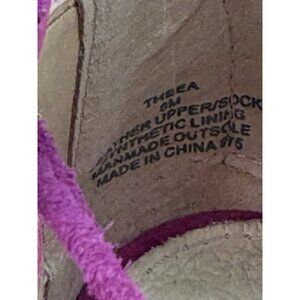 THEEA
6M
LEATHER UPPER/SOCK
SYNTHETIC LINING
MANMADE OUTSOLE
MADE IN CHINA